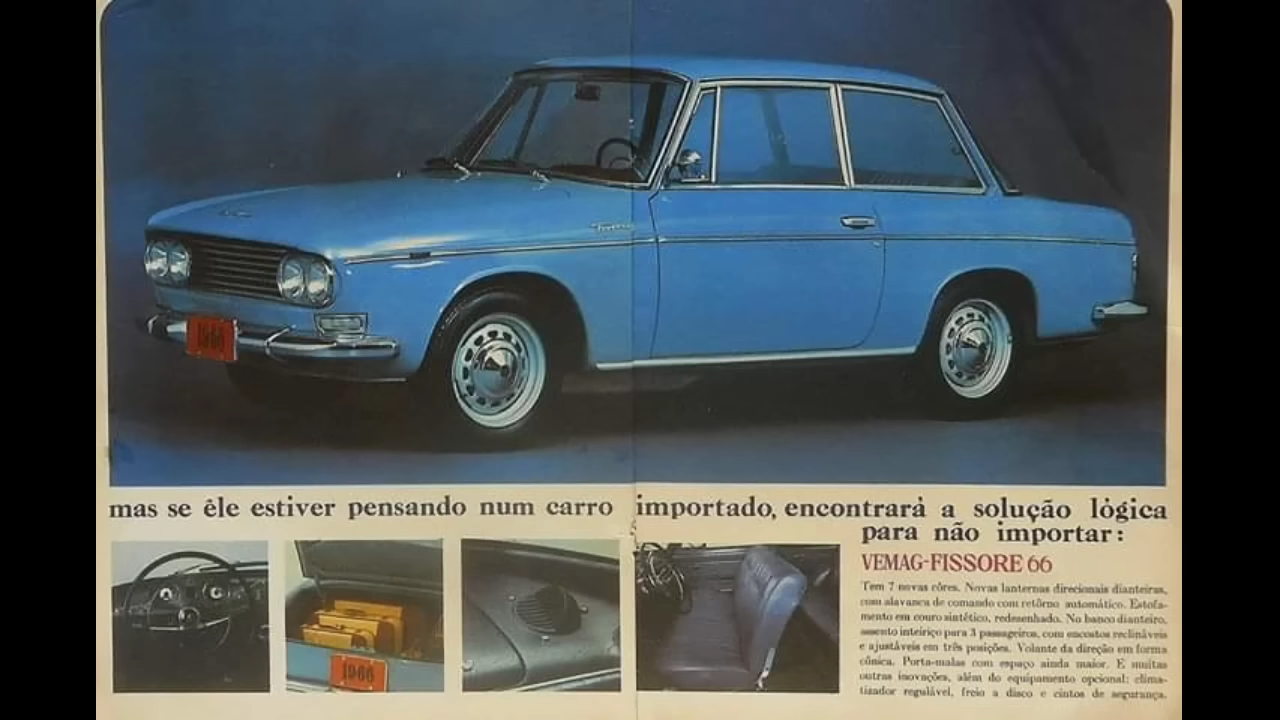 1966
mas se êle estiver pensando num carro importado, encontrará a solução lógica
para não importar:
VEMAG-FISSORE 66
Tem 7 novas côres. Novas lanternas direcionais dianteiras,
com alavanca de comando com retôrno automático. Estofa-
mento em couro sintético, redesenhado. No banco dianteiro,
assento inteiriço para 3 passageiros, com encostos reclináveis
e ajustáveis em três posições. Volante da direção em forma
cônica. Porta-malas com espaço ainda maior. E muitas
outras inovações, além do equipamento opcional: clima-
tizador regulável, freio a disco e cintos de segurança.
1966